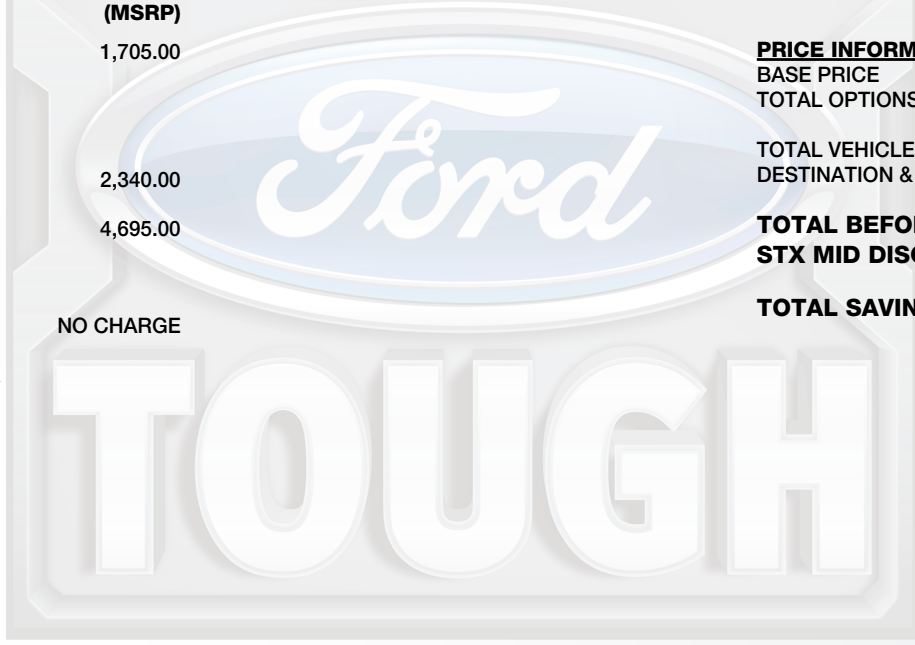 (MSRP)
1,705.00
2,340.00
4,695.00
NO CHARGE
PRICE INFORM
BASE PRICE
TOTAL OPTIONS
TOTAL VEHICLE
DESTINATION &
TOTAL BEFO
STX MID DISC
TOTAL SAVIN
Ford
TOUGH